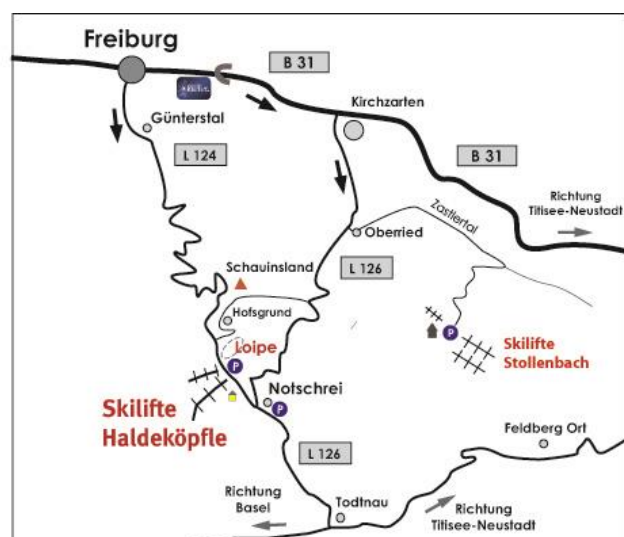 Freiburg
B 31
Kirchzarten
Günterstal
L 124
B 31
Zastlertal
Richtung
Titisee-Neustadt
Oberried
Schauinsland
L 126
Hofsgrund
Loipe
P
P
Skilifte
Stollenbach
Skilifte
Haldeköpfle
Notschrei
P
Feldberg Ort
L 126
Richtung
Basel
Todtnau
Richtung
Titisee-Neustadt